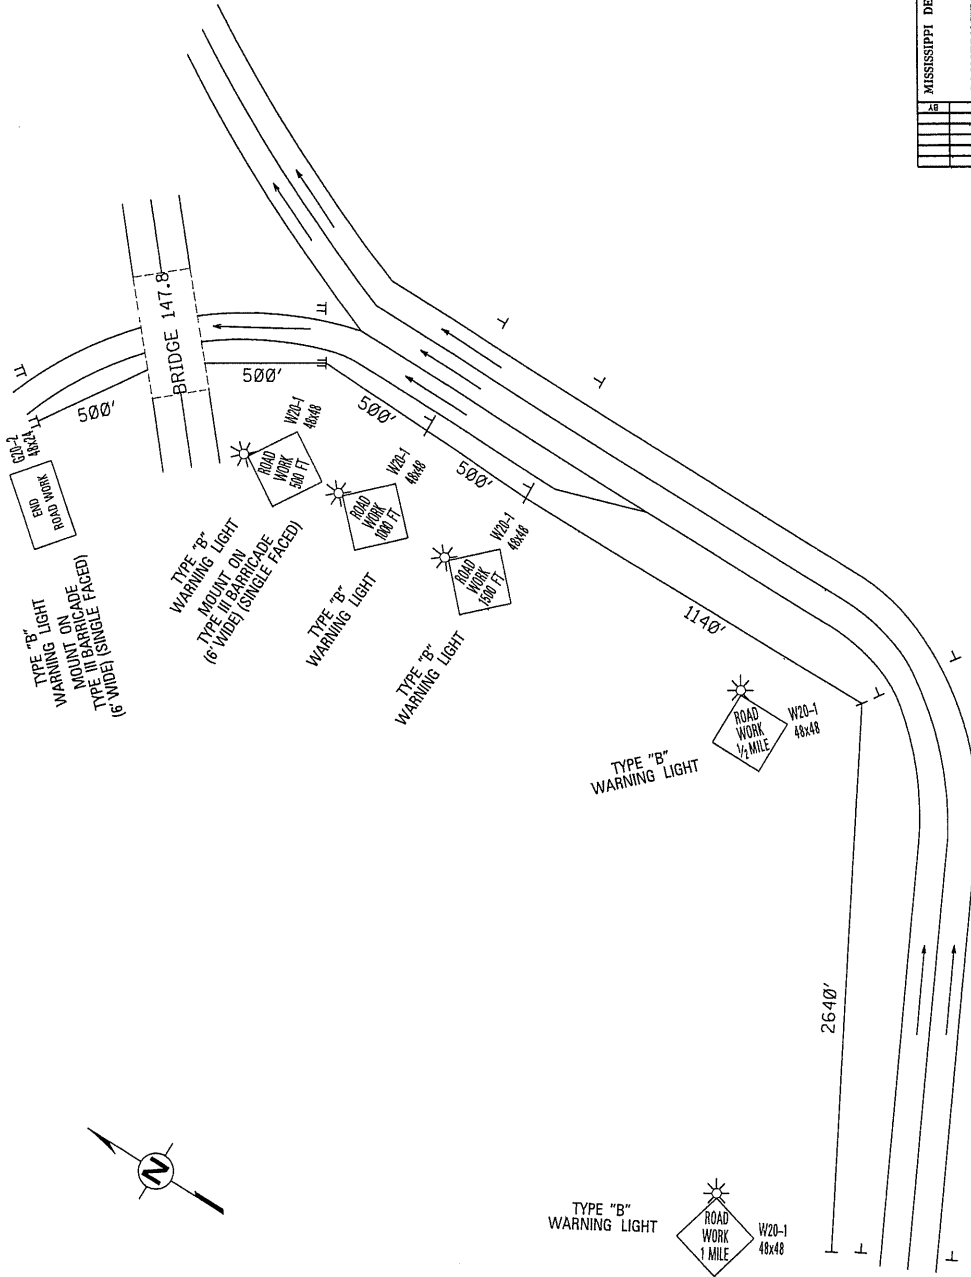 MISSISSIPPI DE
BY
BRIDGE 147.8
500'
500'
G20-2
48x24
END
ROAD WORK
TYPE "B"
WARNING LIGHT
MOUNT ON
TYPE III BARRICADE
(6' WIDE) (SINGLE FACED)
500'
W20-1
48x48
ROAD
WORK
500 FT
TYPE "B"
WARNING LIGHT
MOUNT ON
TYPE III BARRICADE
(6' WIDE) (SINGLE FACED)
500'
W20-1
48x48
ROAD
WORK
1000 FT
TYPE "B"
WARNING LIGHT
W20-1
48x48
ROAD
WORK
1500 FT
TYPE "B"
WARNING LIGHT
1140'
ROAD
WORK
1/2 MILE
W20-1
48x48
TYPE "B"
WARNING LIGHT
2640'
N
TYPE "B"
WARNING LIGHT
ROAD
WORK
1 MILE
W20-1
48x48